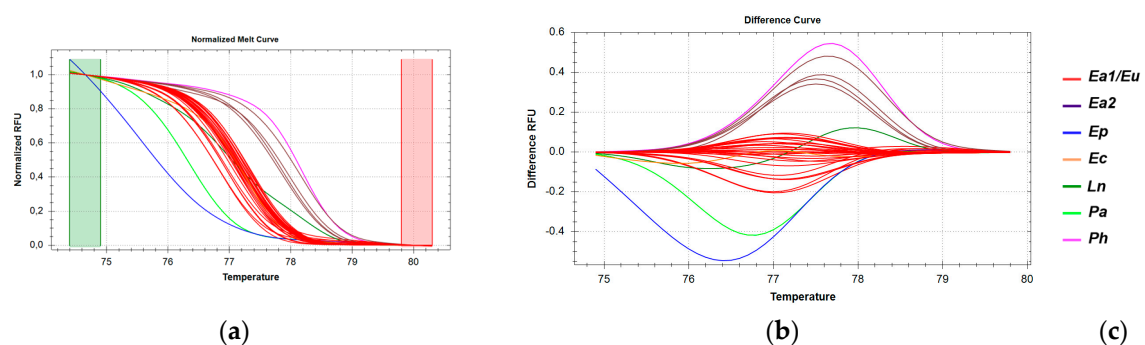 Normalized Melt Curve
Normalized RFU
1,0
0,8
0,6
0,4
0,2
0,0
75
76
77
78
79
80
Temperature
(a)
Difference Curve
Difference RFU
0.6
0.4
0.2
0.0
-0.2
-0.4
75
76
77
78
79
80
Temperature
(b)
Ea1/Eu
Ea2
Ep
Ec
Ln
Pa
Ph
(c)